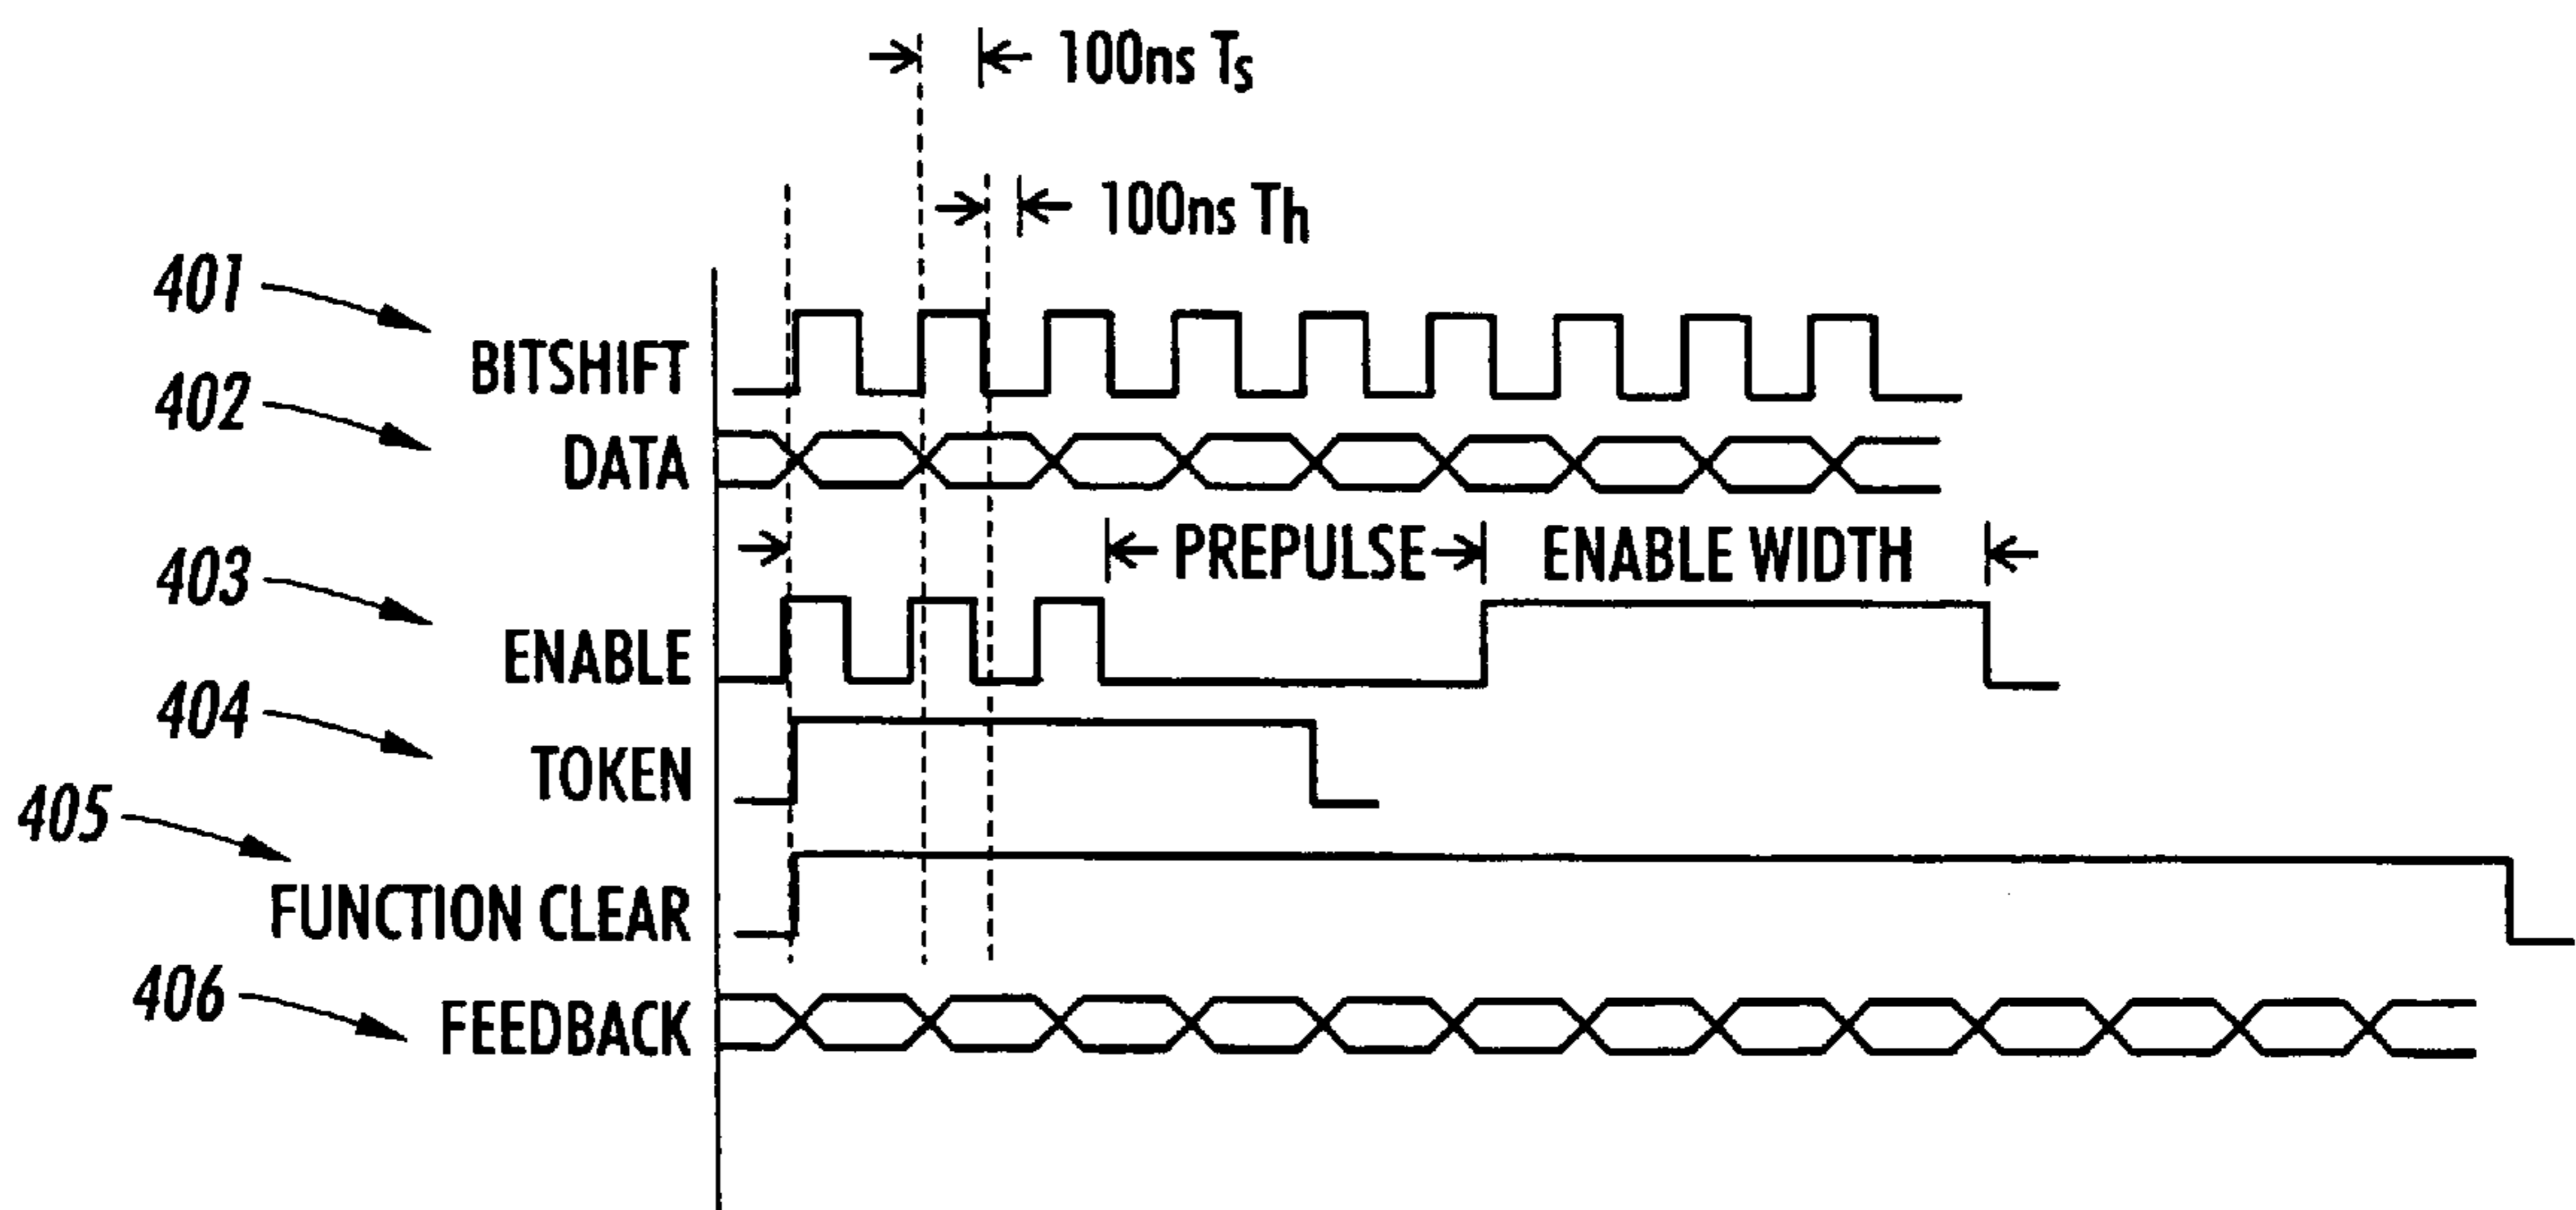 100ns Ts
100ns Th
401
BITSHIFT
402
DATA
PREPULSE ENABLE WIDTH
403
ENABLE
404
TOKEN
405
FUNCTION CLEAR
406
FEEDBACK